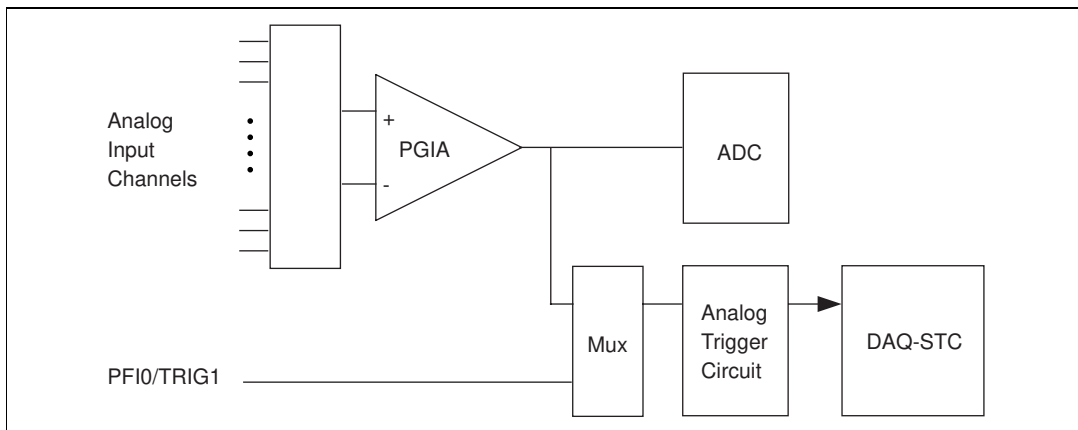 Analog
Input
Channels
+
PGIA
-
ADC
Mux
Analog
Trigger
Circuit
DAQ-STC
PFI0/TRIG1